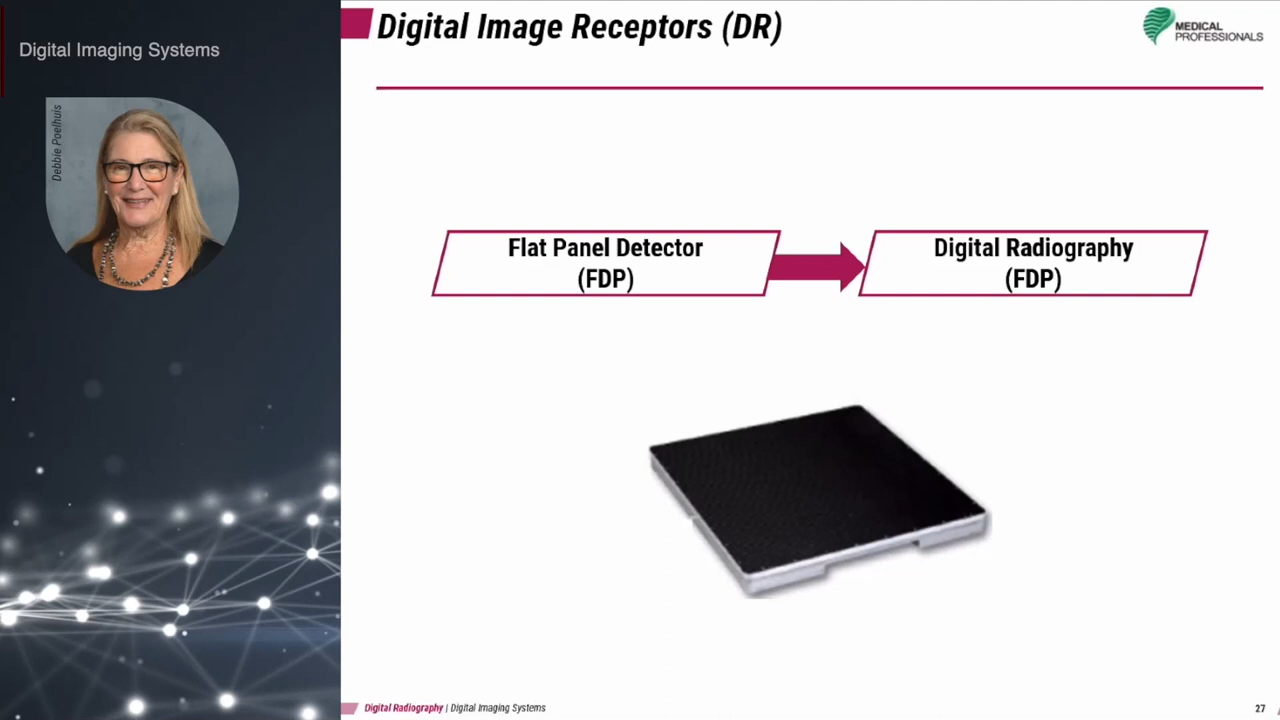 Digital Imaging Systems
Debbie Poelhuis
Digital Image Receptors (DR)
MEDICAL
PROFESSIONALS
Flat Panel Detector
(FDP)
Digital Radiography
(FDP)
Digital Radiography | Digital Imaging Systems
27